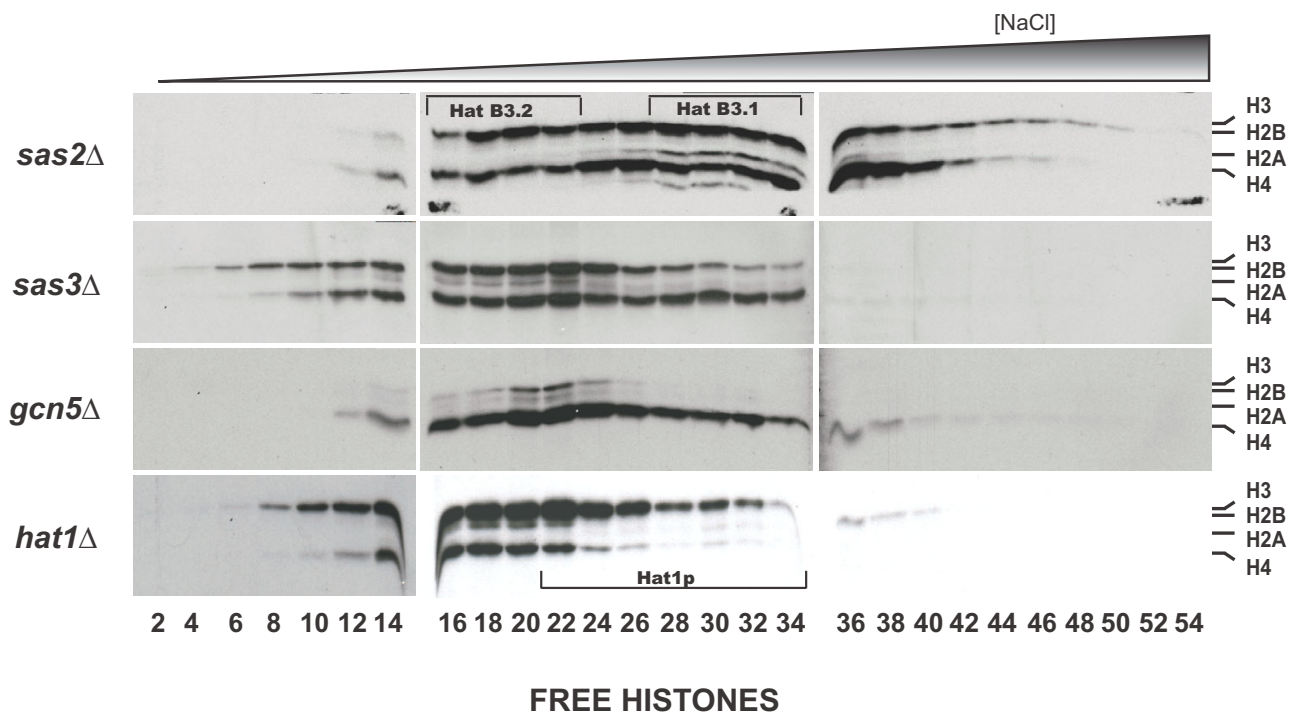 [NaCl]
Hat B3.2 Hat B3.1
sas2Δ
H3
H2B
H2A
H4
sas3Δ
H3
H2B
H2A
H4
gcn5Δ
H3
H2B
H2A
H4
hat1Δ
H3
H2B
H2A
H4
Hat1p
2 4 6 8 10 12 14 16 18 20 22 24 26 28 30 32 34 36 38 40 42 44 46 48 50 52 54
FREE HISTONES